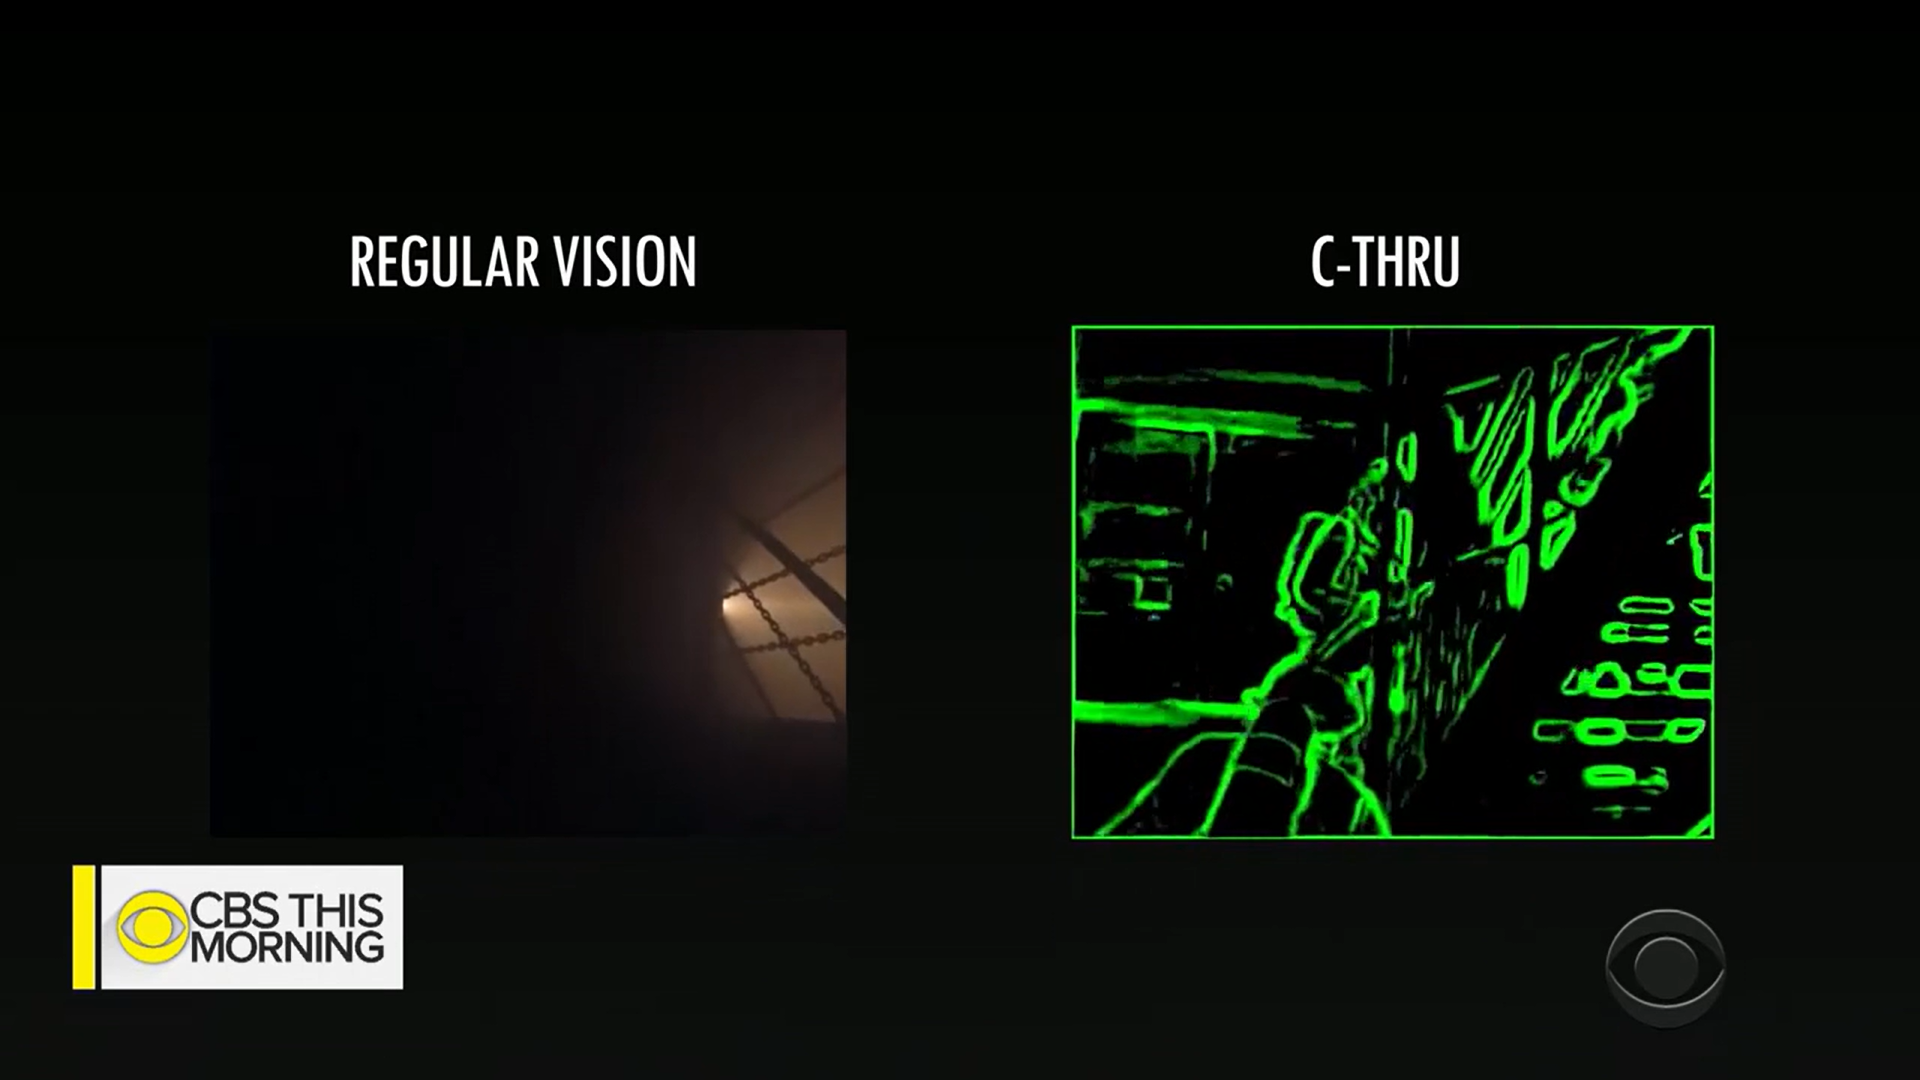 REGULAR VISION
C-THRU
CBS THIS
MORNING